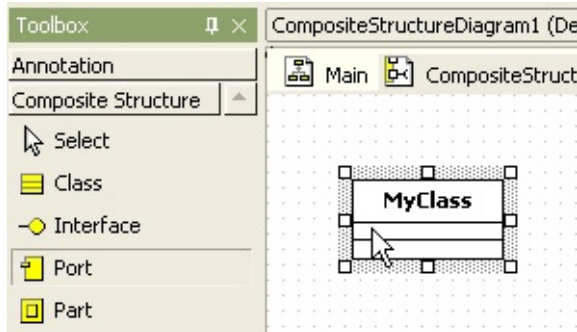 Toolbox
CompositeStructureDiagram1 (De
Annotation
Main
CompositeStruct
Composite Structure
Select
Class
MyClass
Interface
Port
Part